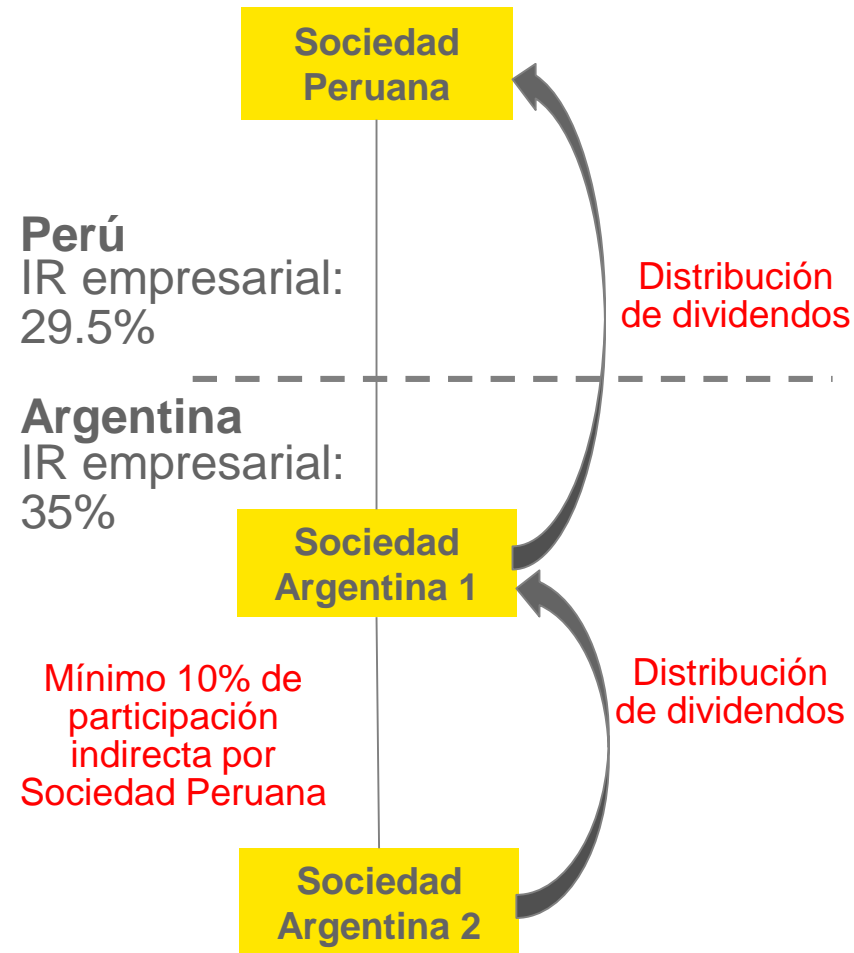 Sociedad
Peruana
Perú
IR empresarial:
29.5%
Distribución
de dividendos
Argentina
IR empresarial:
35%
Sociedad
Argentina 1
Mínimo 10% de
participación
indirecta por
Sociedad Peruana
Distribución
de dividendos
Sociedad
Argentina 2